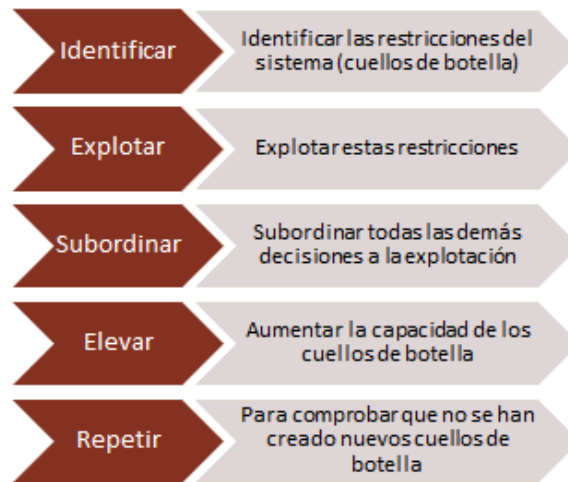 Identificar
Identificar las restricciones del
sistema (cuellos de botella)
Explotar
Explotar estas restricciones
Subordinar
Subordinar todas las demás
decisiones a la explotación
Elevar
Aumentar la capacidad de los
cuellos de botella
Repetir
Para comprobar que no se han
creado nuevos cuellos de
botella